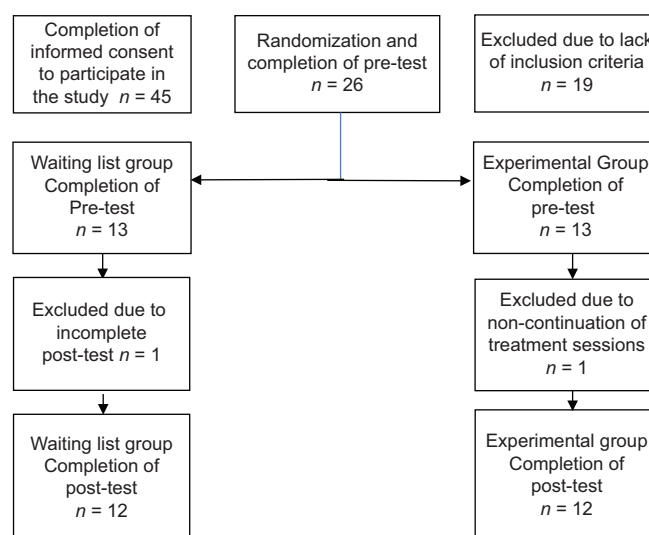 Completion of
informed consent
to participate in
the study n = 45
Randomization and
completion of pre-test
n = 26
Excluded due to lack
of inclusion criteria
n = 19
Waiting list group
Completion of
Pre-test
n = 13
Experimental Group
Completion of
pre-test
n = 13
Excluded due to
incomplete
post-test n = 1
Excluded due to
non-continuation of
treatment sessions
n = 1
Waiting list group
Completion of
post-test
n = 12
Experimental group
Completion of
post-test
n = 12